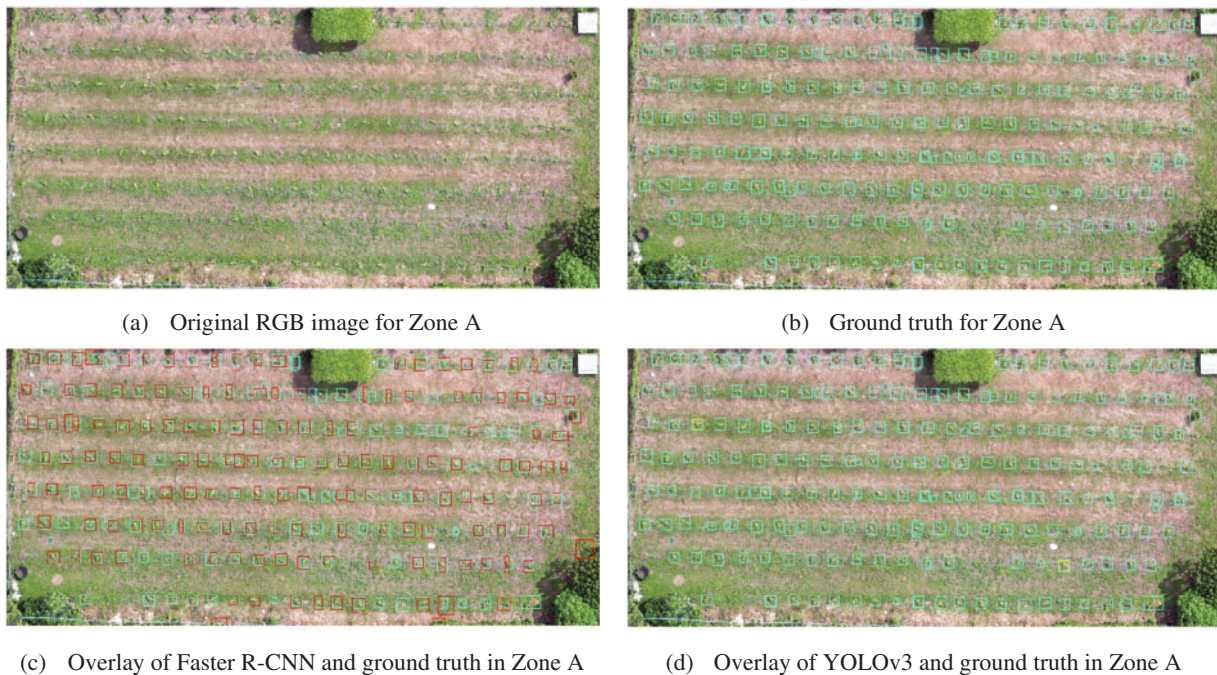 (a) Original RGB image for Zone A
(b) Ground truth for Zone A
(c) Overlay of Faster R-CNN and ground truth in Zone A
(d) Overlay of YOLOv3 and ground truth in Zone A